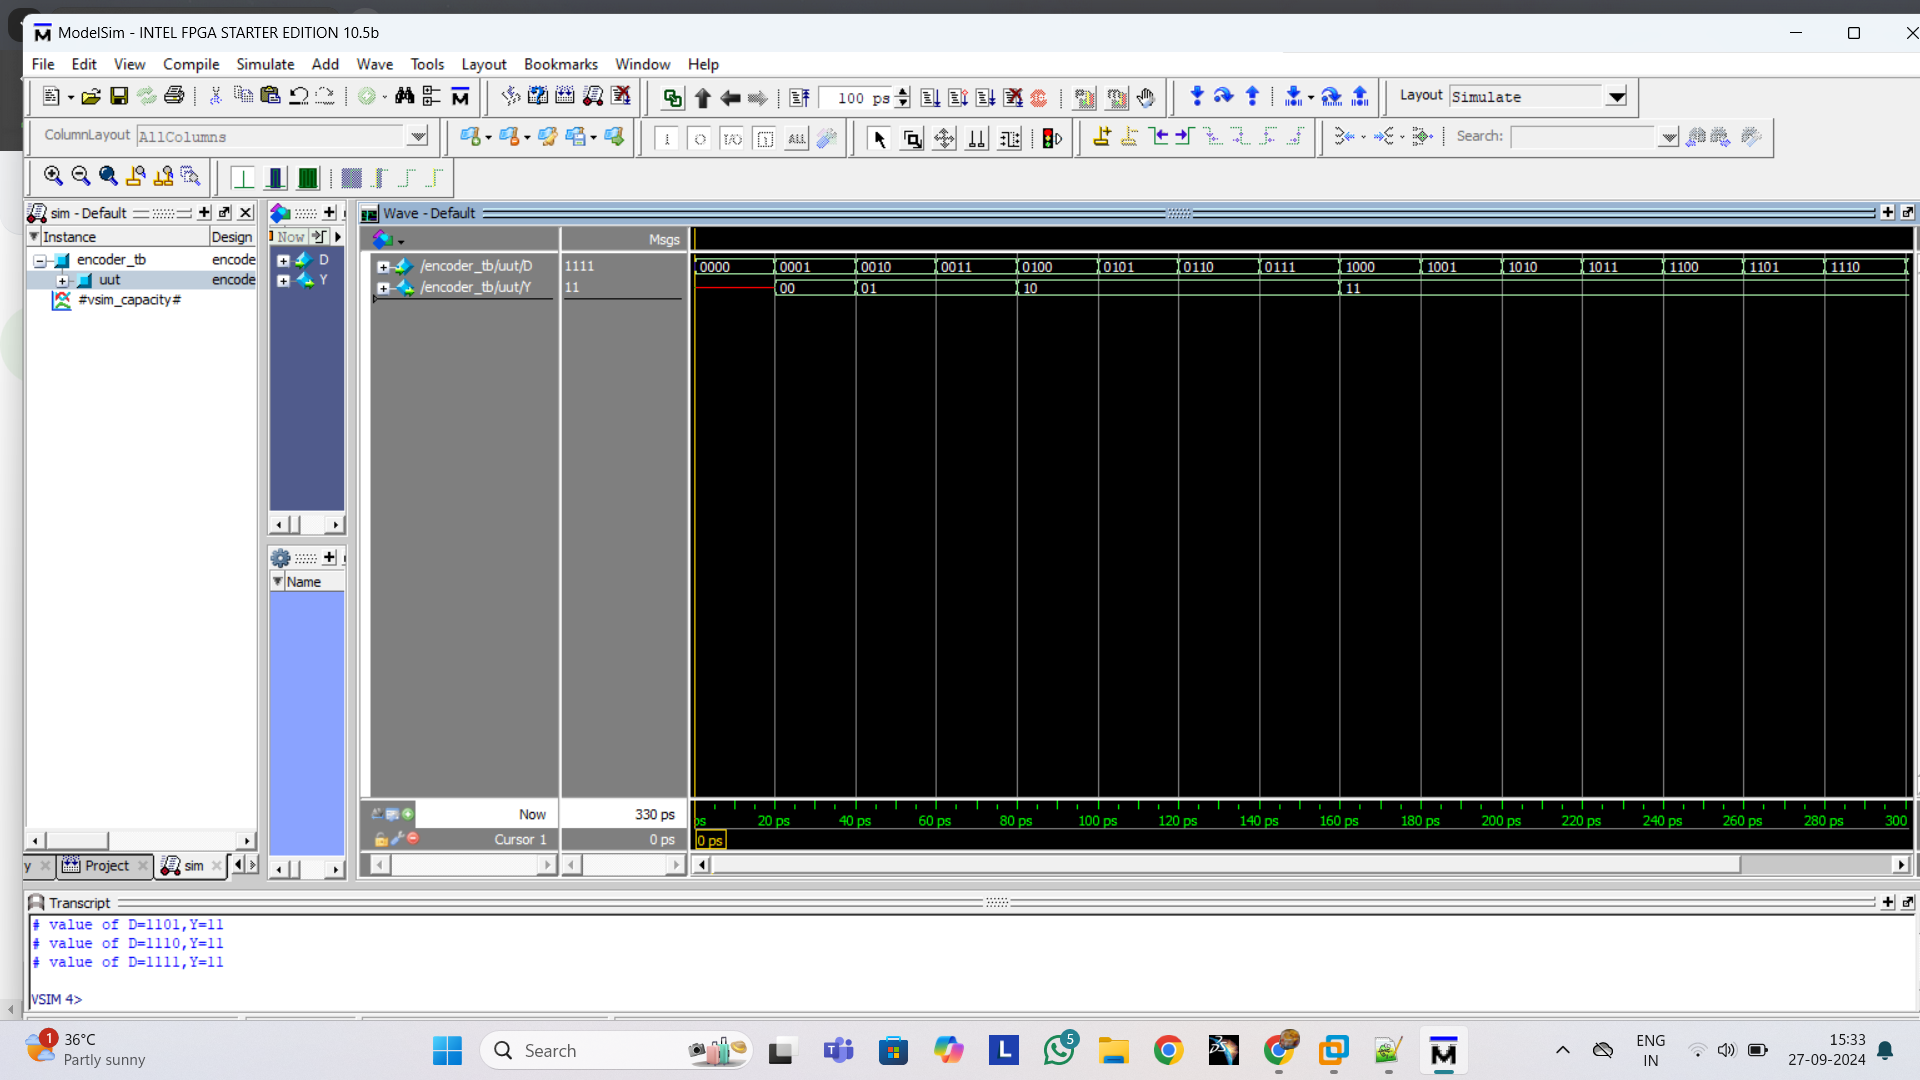 ModelSim - INTEL FPGA STARTER EDITION 10.5b
File Edit View Compile Simulate Add Wave Tools Layout Bookmarks Window Help
100 ps
Layout Simulate
ColumnLayout AllColumns
Search:
sim - Default
Instance Design
encoder_tb encode
uut encode
#vsim_capacity#
Now
D
Y
Name
Wave - Default
Msgs
/encoder_tb/uut/D 1111 0000 0001 0010 0011 0100 0101 0110 0111 1000 1001 1010 1011 1100 1101 1110
/encoder_tb/uut/Y 11 00 01 10 11
Now 330 ps
20 ps 40 ps 60 ps 80 ps 100 ps 120 ps 140 ps 160 ps 180 ps 200 ps 220 ps 240 ps 260 ps 280 ps 300
Cursor 1 0 ps 0 ps
y Project sim
Transcript
# value of D=1101,Y=11
# value of D=1110,Y=11
# value of D=1111,Y=11
VSIM 4>
1 36°C
Partly sunny
Search
5
ENG
IN
15:33
27-09-2024